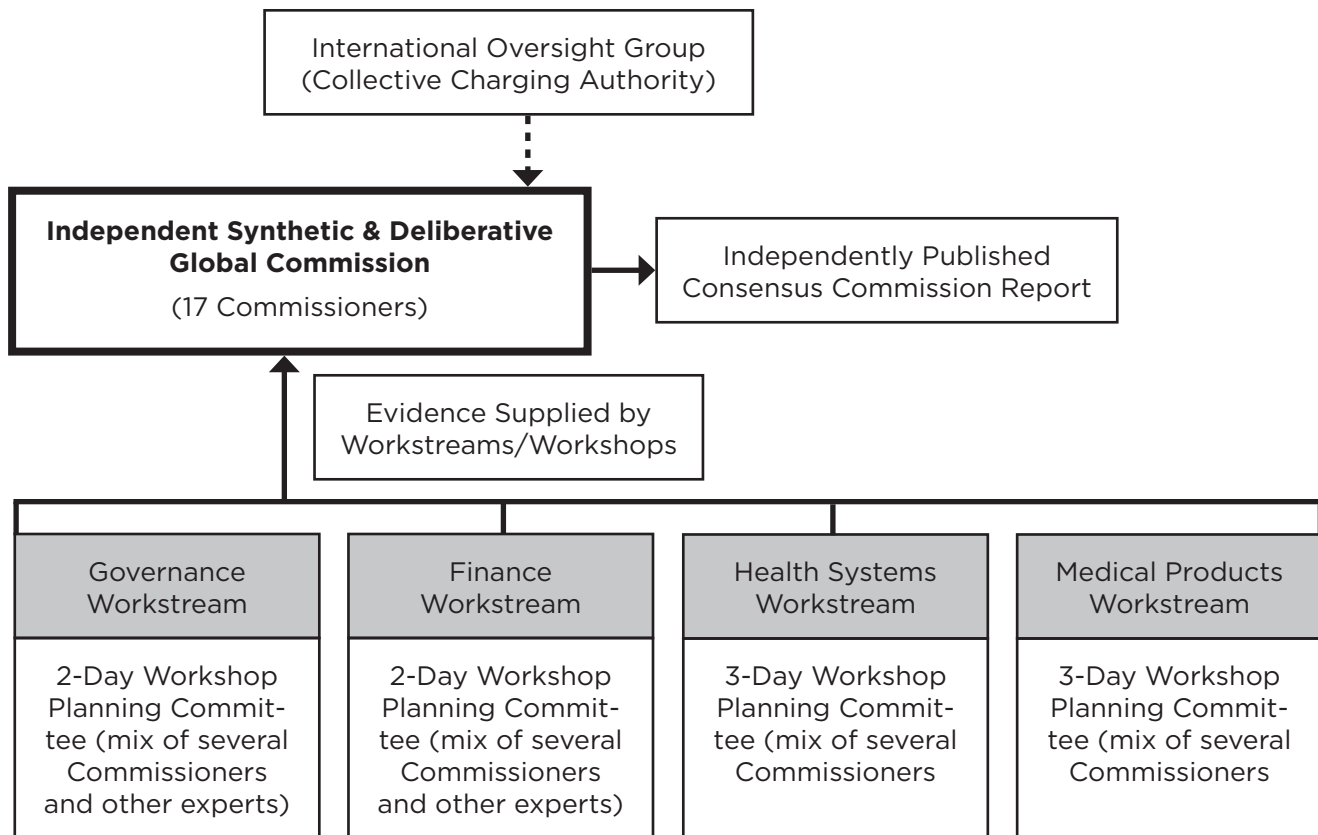 International Oversight Group
(Collective Charging Authority)
Independent Synthetic & Deliberative
Global Commission
(17 Commissioners)
Independently Published
Consensus Commission Report
Evidence Supplied by
Workstreams/Workshops
Governance
Workstream
2-Day Workshop
Planning Commit-
tee (mix of several
Commissioners
and other experts)
Finance
Workstream
2-Day Workshop
Planning Commit-
tee (mix of several
Commissioners
and other experts)
Health Systems
Workstream
3-Day Workshop
Planning Commit-
tee (mix of several
Commissioners
Medical Products
Workstream
3-Day Workshop
Planning Commit-
tee (mix of several
Commissioners